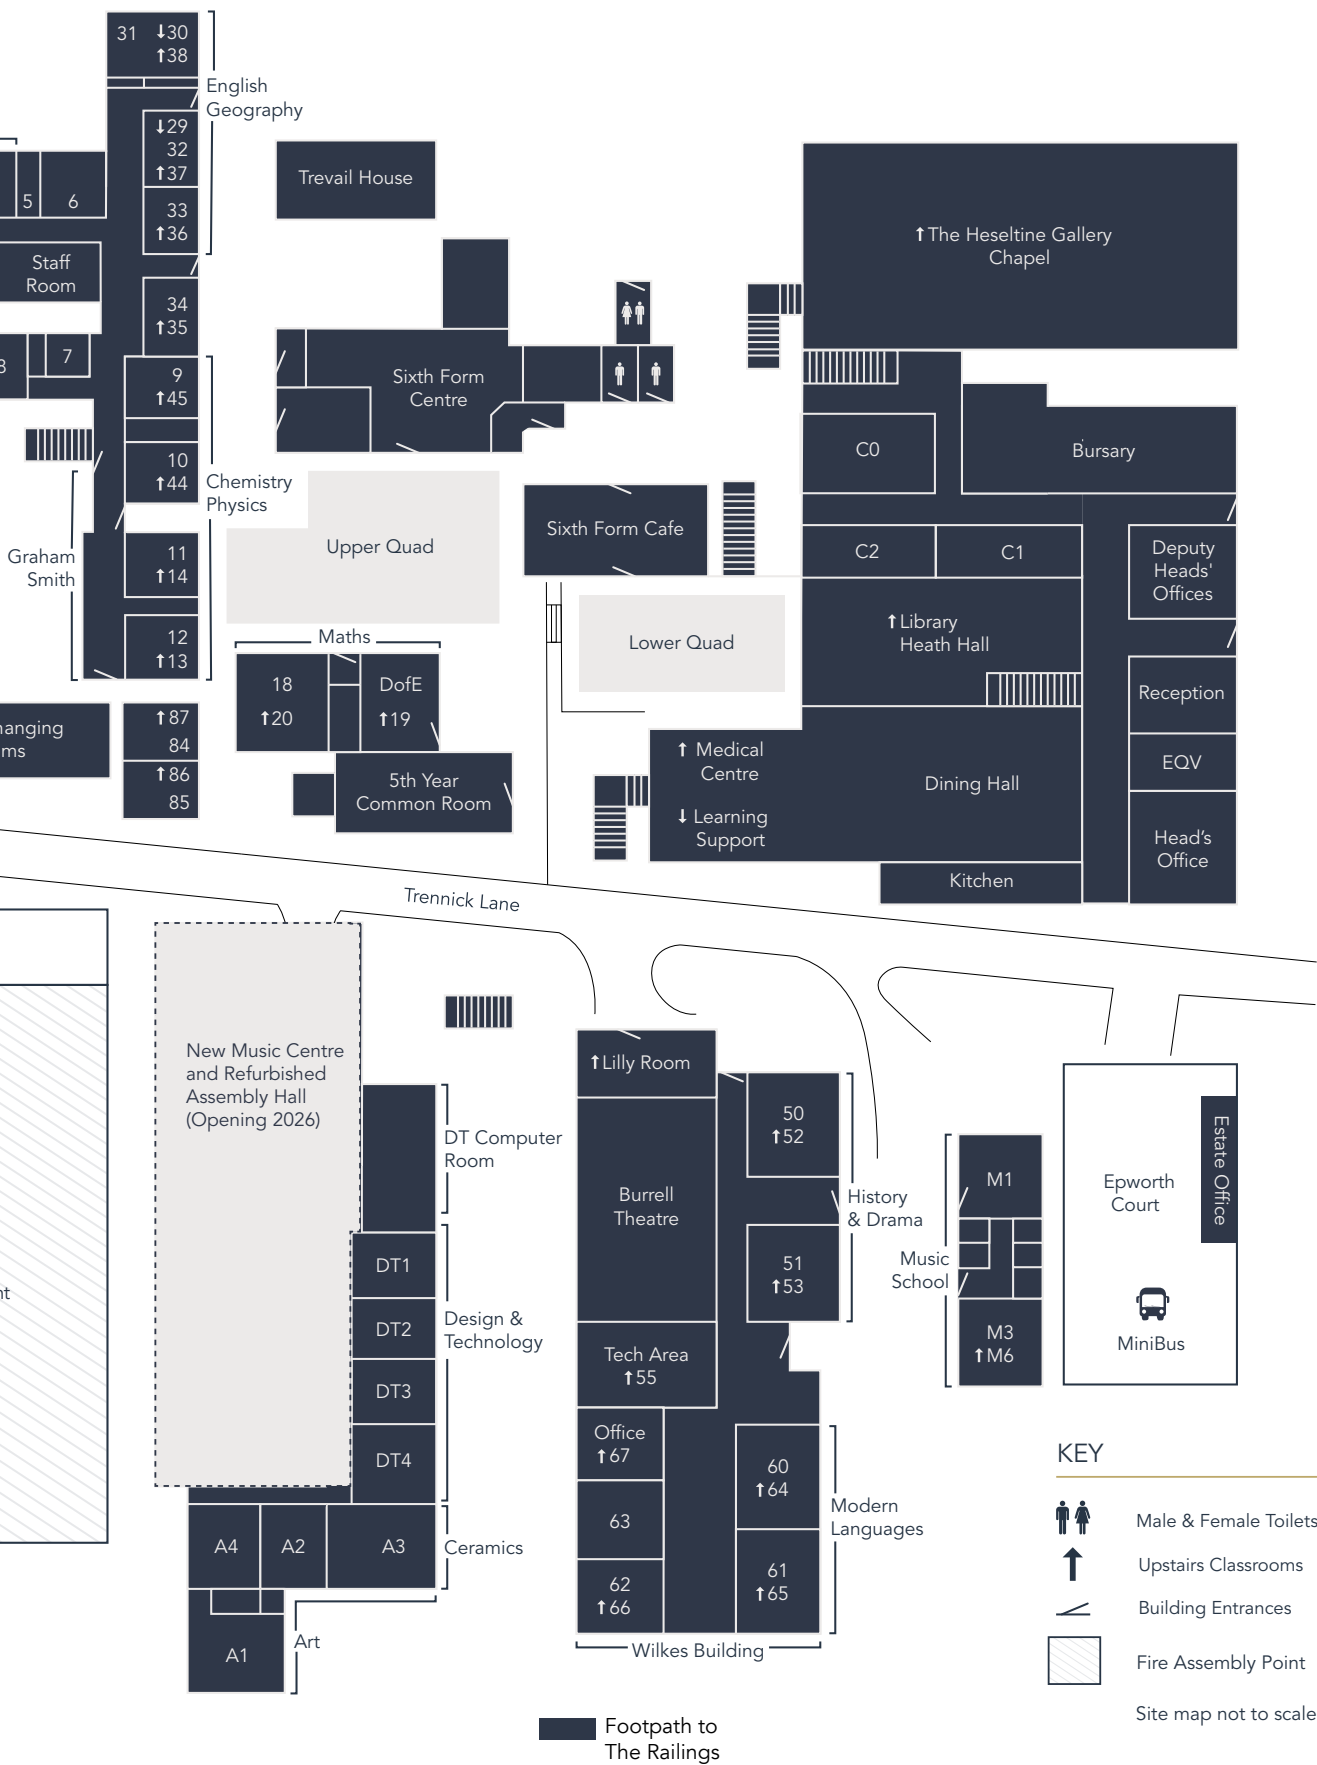 31 ↓30
↑38
English
Geography
↓29
32
↑37
33
↑36
5
6
Staff
Room
34
↑35
7
9
↑45
10
↑44
Chemistry
Physics
Graham
Smith
11
↑14
12
↑13
↑87
84
↑86
85
Trevail House
Sixth Form
Centre
Upper Quad
Sixth Form Cafe
Lower Quad
Maths
18
↑20
DofE
↑19
5th Year
Common Room
↑The Heseltine Gallery
Chapel
C0
Bursary
C2
C1
Deputy
Heads'
Offices
↑Library
Heath Hall
Reception
EQV
Head's
Office
↑ Medical
Centre
↓ Learning
Support
Dining Hall
Kitchen
Trennick Lane
New Music Centre
and Refurbished
Assembly Hall
(Opening 2026)
DT Computer
Room
DT1
DT2
DT3
DT4
Design &
Technology
A4
A2
A3
Ceramics
A1
Art
↑Lilly Room
Burrell
Theatre
50
↑52
51
↑53
History
& Drama
Tech Area
↑55
Office
↑67
63
62
↑66
60
↑64
61
↑65
Modern
Languages
Wilkes Building
Music
School
M1
M3
↑M6
Epworth
Court
Estate Office
MiniBus
KEY
Male & Female Toilets
Upstairs Classrooms
Building Entrances
Fire Assembly Point
Site map not to scale
Footpath to
The Railings